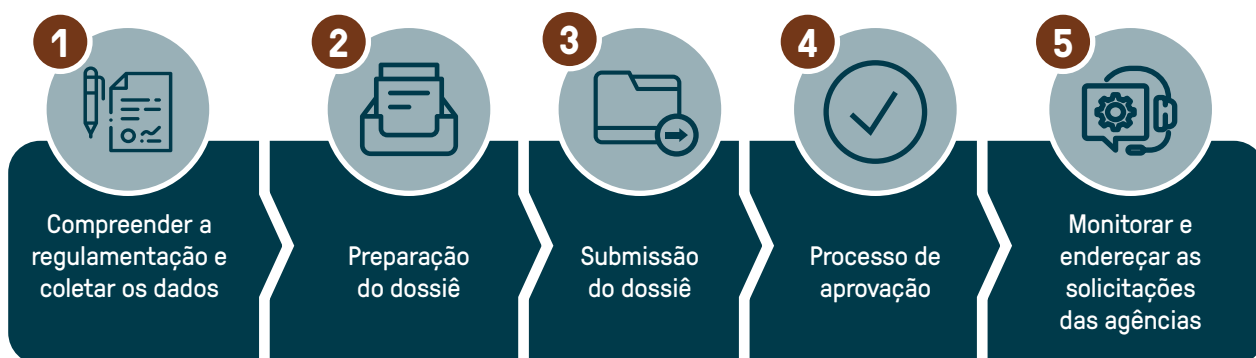 1
Compreender a
regulamentação e
coletar os dados
2
Preparação
do dossiê
3
Submissão
do dossiê
4
Processo de
aprovação
5
Monitorar e
endereçar as
solicitações
das agências